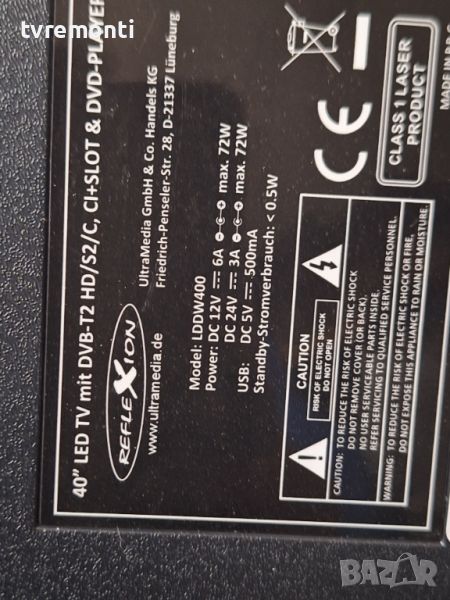 tvremonti
40" LED TV mit DVB-T2 HD/S2/C, CI+SLOT & DVD-PLAYER
REFLEXION
UltraMedia GmbH & Co. Handels KG
Friedrich-Penseler-Str. 28, D-21337 Lüneburg
www.ultramedia.de
Model: LDDW400
Power: DC 12V 6A max. 72W
DC 24V 3A max. 72W
USB: DC 5V 500mA
Standby-Stromverbrauch: < 0.5W
CE
CLASS 1 LASER
PRODUCT
MADE IN P.R.C.
CAUTION
RISK OF ELECTRIC SHOCK
DO NOT OPEN
CAUTION: TO REDUCE THE RISK OF ELECTRIC SHOCK
DO NOT REMOVE COVER (OR BACK).
NO USER SERVICEABLE PARTS INSIDE.
REFER SERVICING TO QUALIFIED SERVICE PERSONNEL.
WARNING: TO REDUCE THE RISK OF ELECTRIC SHOCK OR FIRE,
DO NOT EXPOSE THIS APPLIANCE TO RAIN OR MOISTURE.
BAZAR
bazar.bg